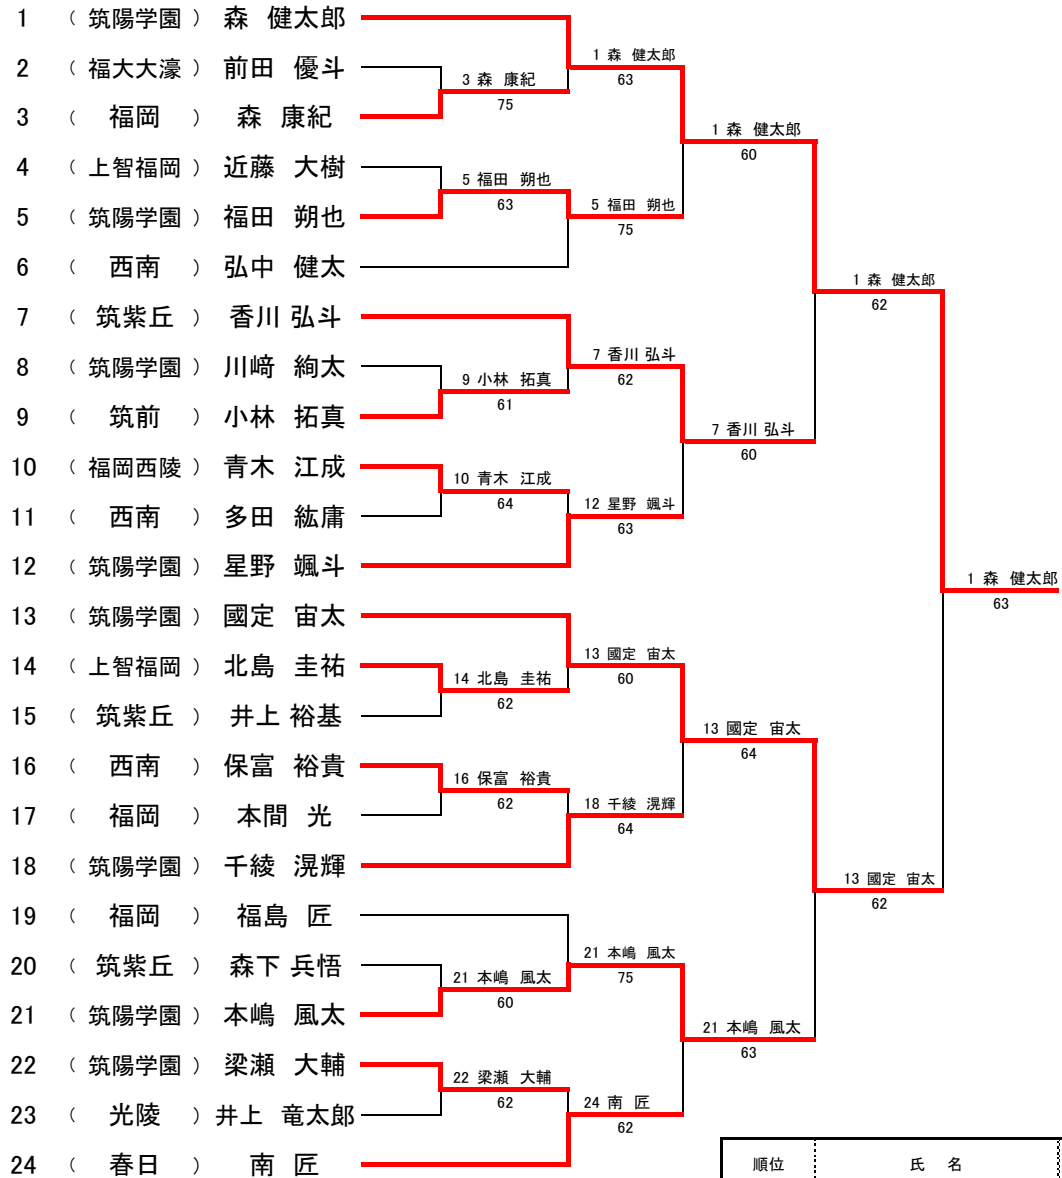 1 （ 筑陽学園 ） 森 健太郎
2 （ 福大大濠 ） 前田 優斗
3 （ 福岡 ） 森 康紀
4 （ 上智福岡 ） 近藤 大樹
5 （ 筑陽学園 ） 福田 朔也
6 （ 西南 ） 弘中 健太
7 （ 筑紫丘 ） 香川 弘斗
8 （ 筑陽学園 ） 川﨑 絢太
9 （ 筑前 ） 小林 拓真
10 （ 福岡西陵 ） 青木 江成
11 （ 西南 ） 多田 紘庸
12 （ 筑陽学園 ） 星野 颯斗
13 （ 筑陽学園 ） 國定 宙太
14 （ 上智福岡 ） 北島 圭祐
15 （ 筑紫丘 ） 井上 裕基
16 （ 西南 ） 保富 裕貴
17 （ 福岡 ） 本間 光
18 （ 筑陽学園 ） 千綾 滉輝
19 （ 福岡 ） 福島 匠
20 （ 筑紫丘 ） 森下 兵悟
21 （ 筑陽学園 ） 本嶋 風太
22 （ 筑陽学園 ） 梁瀬 大輔
23 （ 光陵 ） 井上 竜太郎
24 （ 春日 ） 南 匠
3 森 康紀
75
5 福田 朔也
63
9 小林 拓真
61
10 青木 江成
64
14 北島 圭祐
62
16 保富 裕貴
62
21 本嶋 風太
60
22 梁瀬 大輔
62
1 森 健太郎
63
5 福田 朔也
75
7 香川 弘斗
62
12 星野 颯斗
63
13 國定 宙太
60
18 千綾 滉輝
64
21 本嶋 風太
75
24 南 匠
62
1 森 健太郎
60
7 香川 弘斗
60
13 國定 宙太
64
21 本嶋 風太
63
1 森 健太郎
62
13 國定 宙太
62
1 森 健太郎
63
順位 氏 名